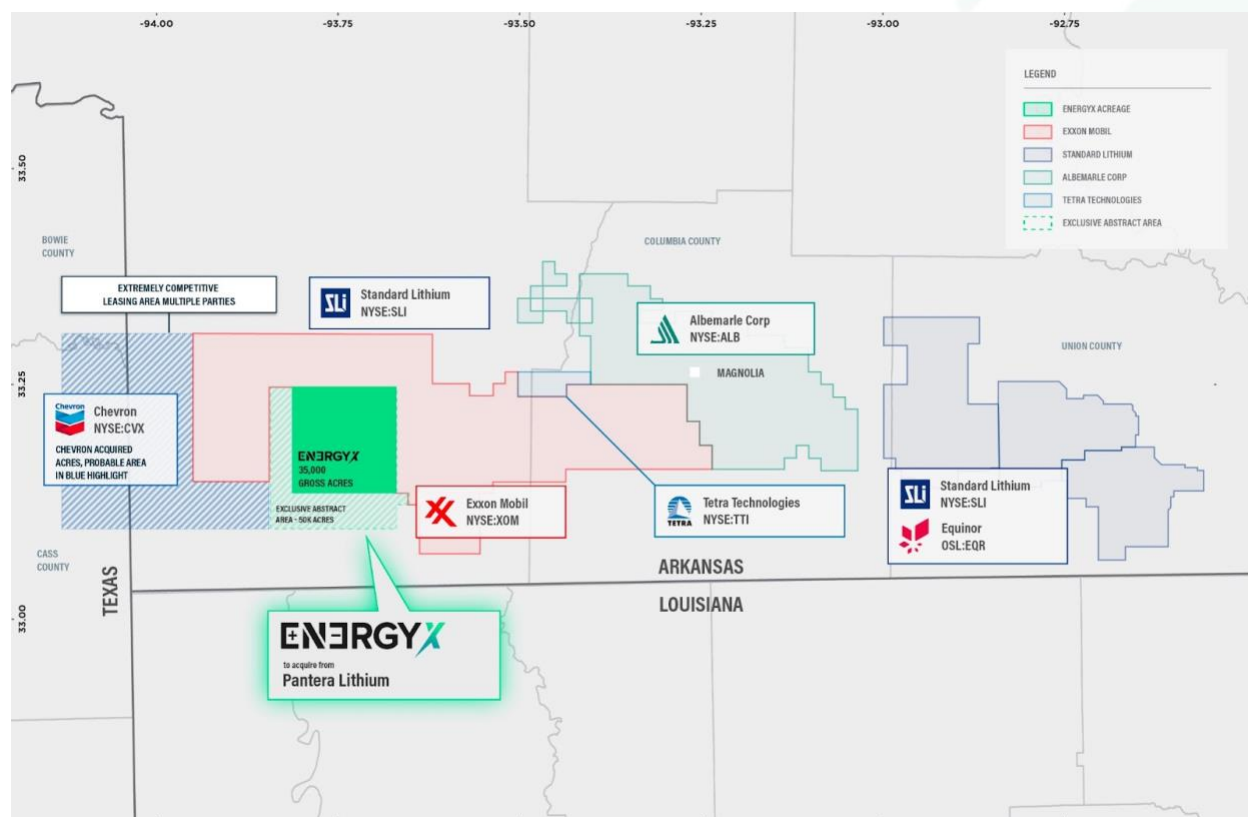 -94.00
-93.75
-93.50
-93.25
-93.00
-92.75
33.50
33.25
33.00
LEGEND
ENERGYX ACREAGE
EXXON MOBIL
STANDARD LITHIUM
ALBEMARLE CORP
TETRA TECHNOLOGIES
EXCLUSIVE ABSTRACT AREA
BOWIE
COUNTY
COLUMBIA COUNTY
UNION COUNTY
EXTREMELY COMPETITIVE
LEASING AREA MULTIPLE PARTIES
SLi
Standard Lithium
NYSE:SLI
Albemarle Corp
NYSE:ALB
MAGNOLIA
Chevron
Chevron
NYSE:CVX
CHEVRON ACQUIRED
ACRES, PROBABLE AREA
IN BLUE HIGHLIGHT
ENERGYX
35,000
GROSS ACRES
EXCLUSIVE ABSTRACT
AREA - 50K ACRES
Exxon Mobil
NYSE:XOM
TETRA
Tetra Technologies
NYSE:TTI
SLi
Standard Lithium
NYSE:SLI
Equinor
OSL:EQR
CASS
COUNTY
TEXAS
ARKANSAS
LOUISIANA
ENERGYX
to acquire from
Pantera Lithium